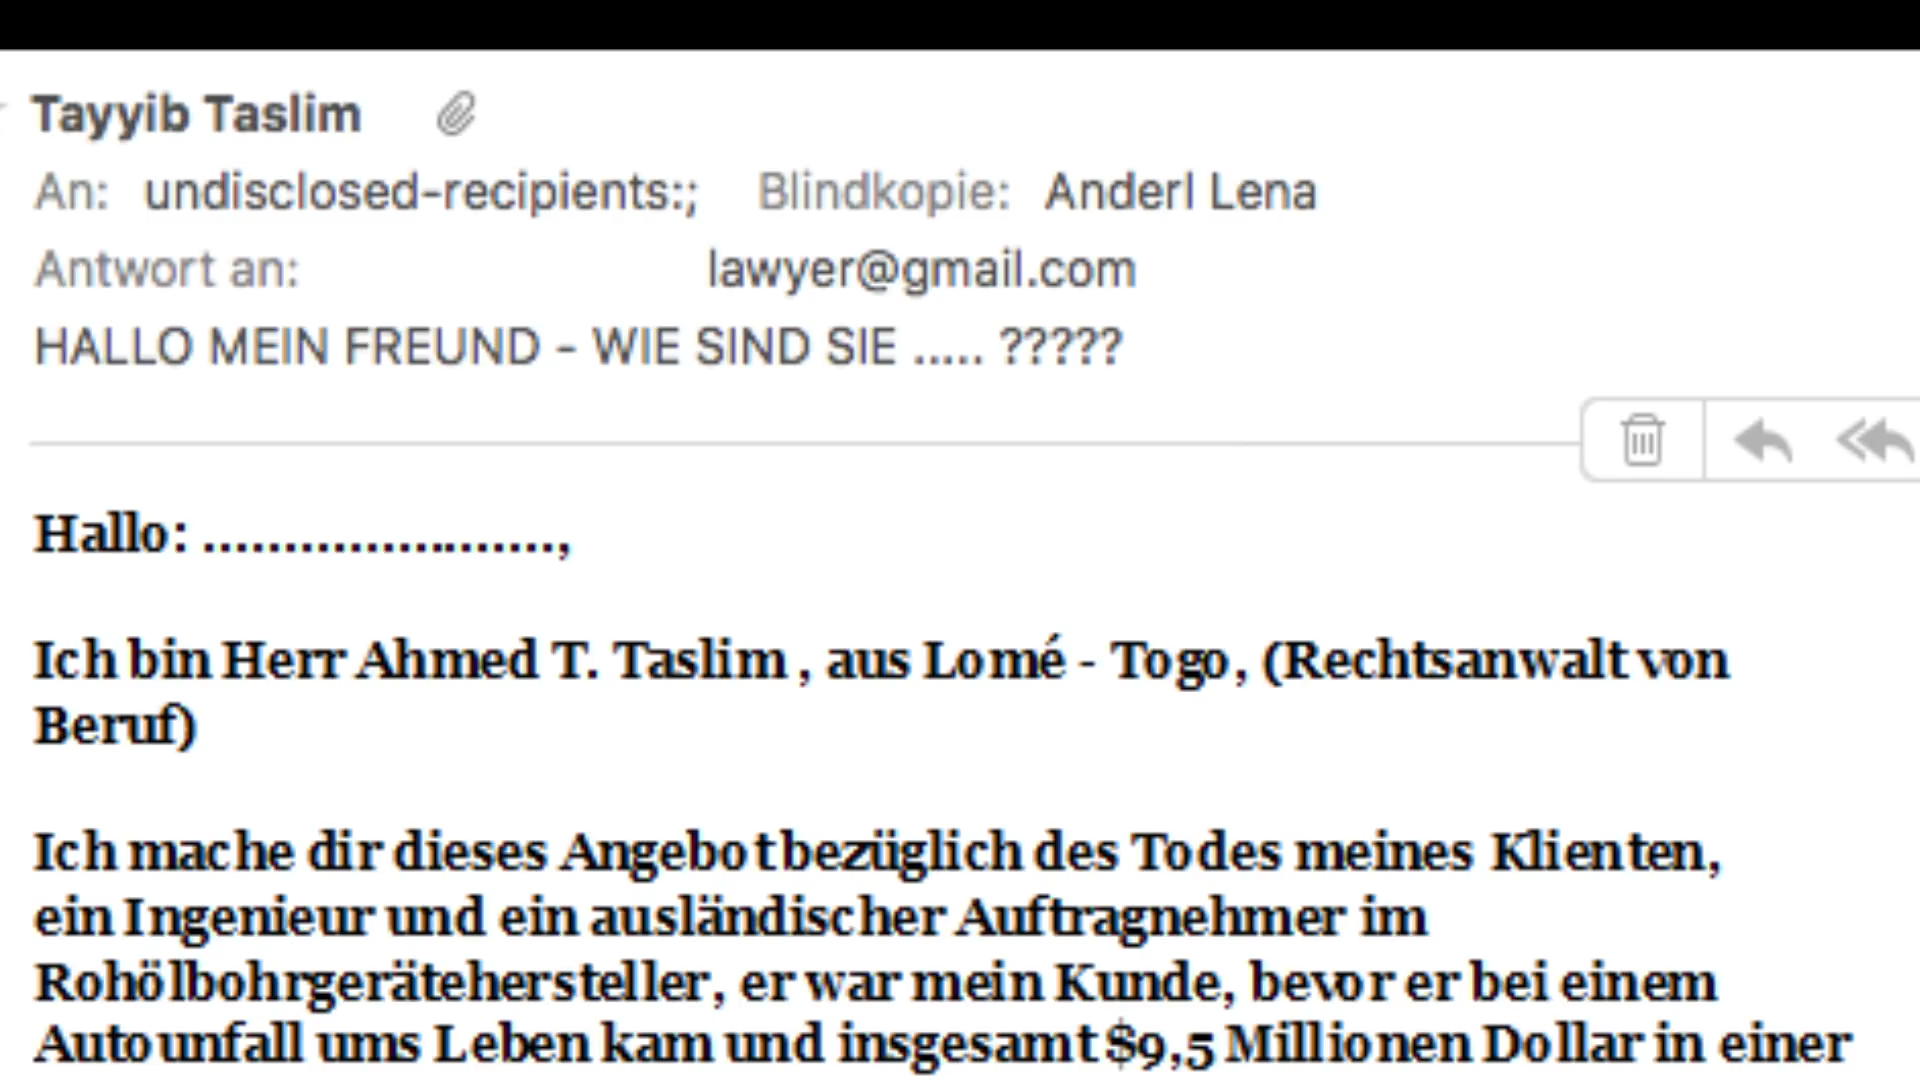 Tayyib Taslim
An: undisclosed-recipients:; Blindkopie: Anderl Lena
Antwort an: lawyer@gmail.com
HALLO MEIN FREUND - WIE SIND SIE ..... ?????
Hallo: ......................,
Ich bin Herr Ahmed T. Taslim , aus Lomé - Togo, (Rechtsanwalt von
Beruf)
Ich mache dir dieses Angebot bezüglich des Todes meines Klienten,
ein Ingenieur und ein ausländischer Auftragnehmer im
Rohölbohrgerätehersteller, er war mein Kunde, bevor er bei einem
Autounfall ums Leben kam und insgesamt $9,5 Millionen Dollar in einer